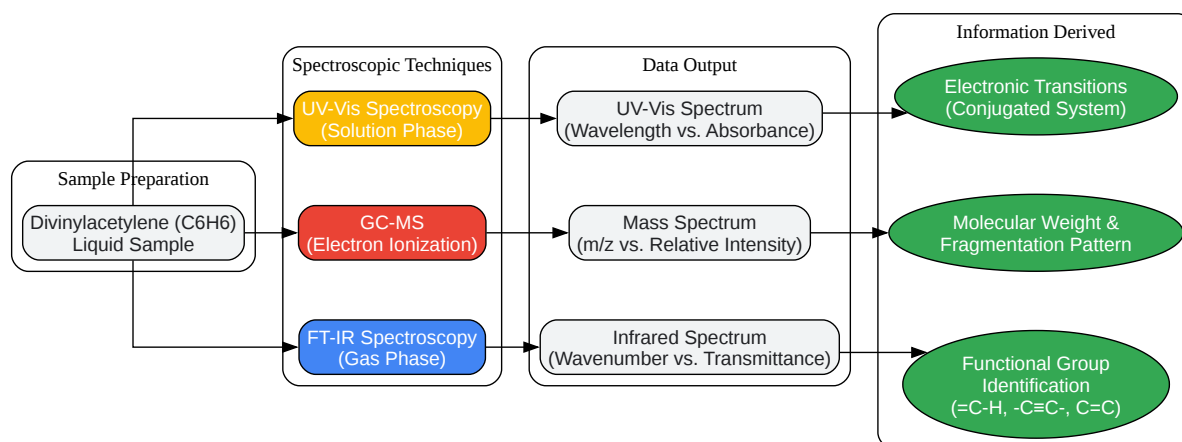 Sample Preparation
Divinylacetylene (C6H6)
Liquid Sample
Spectroscopic Techniques
UV-Vis Spectroscopy
(Solution Phase)
GC-MS
(Electron Ionization)
FT-IR Spectroscopy
(Gas Phase)
Data Output
UV-Vis Spectrum
(Wavelength vs. Absorbance)
Mass Spectrum
(m/z vs. Relative Intensity)
Infrared Spectrum
(Wavenumber vs. Transmittance)
Information Derived
Electronic Transitions
(Conjugated System)
Molecular Weight &
Fragmentation Pattern
Functional Group
Identification
(=C-H, -C≡C-, C=C)